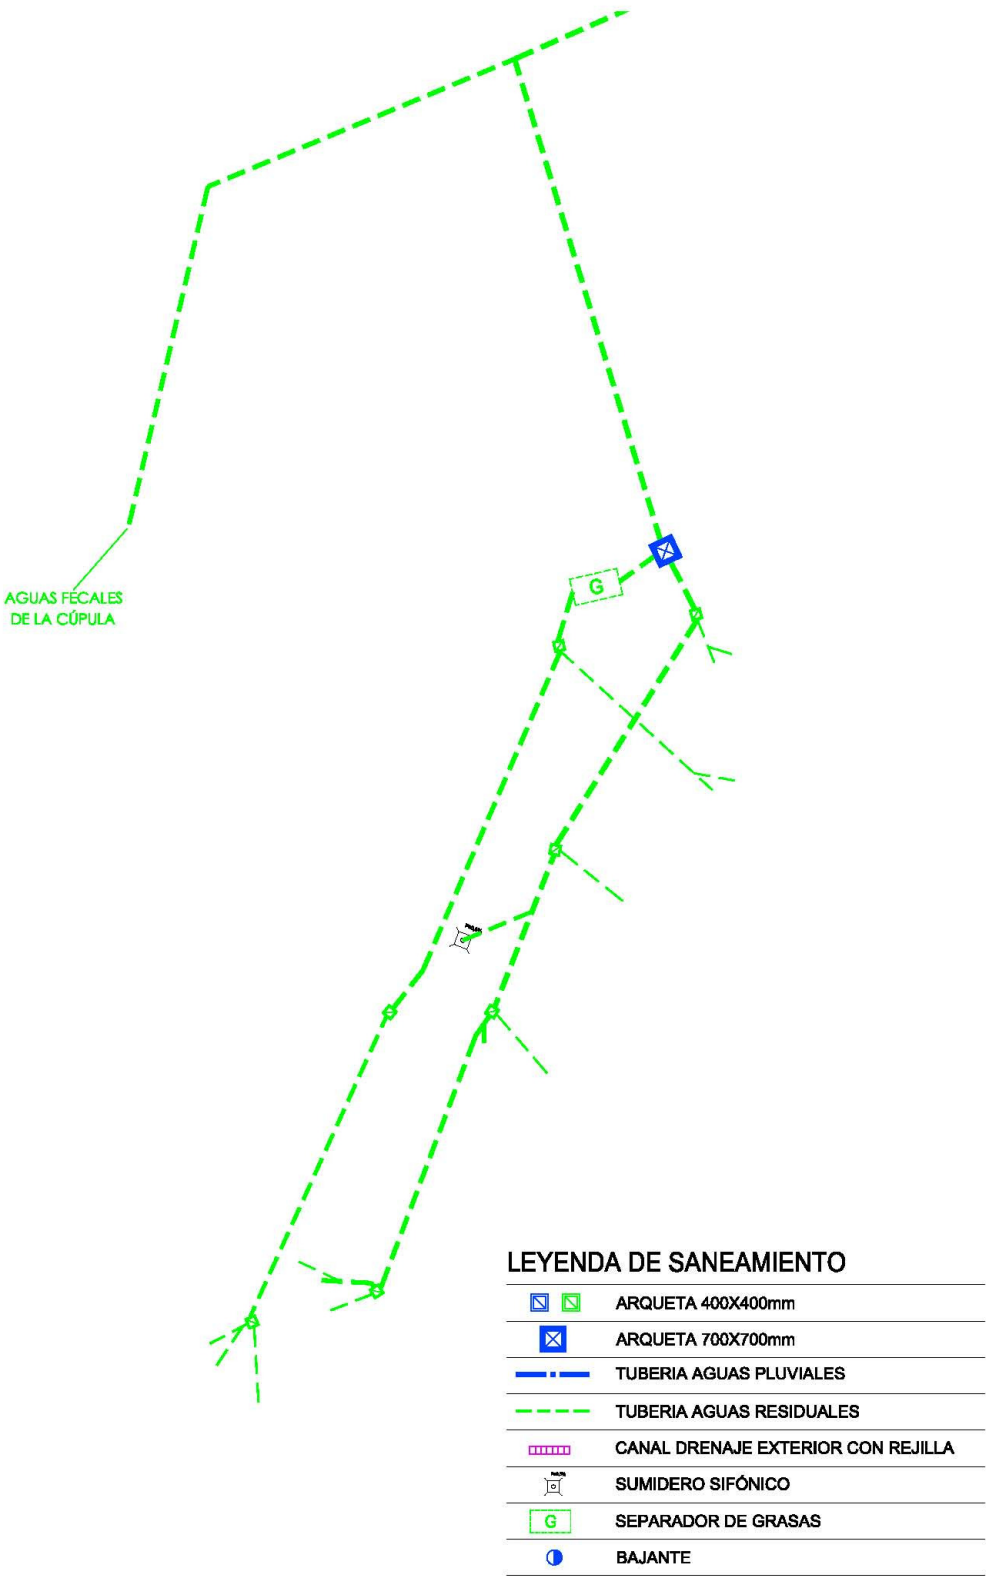 AGUAS FECALES
DE LA CÚPULA
G
LEYENDA DE SANEAMIENTO
ARQUETA 400X400mm
ARQUETA 700X700mm
TUBERIA AGUAS PLUVIALES
TUBERIA AGUAS RESIDUALES
CANAL DRENAJE EXTERIOR CON REJILLA
SUMIDERO SIFÓNICO
G SEPARADOR DE GRASAS
BAJANTE